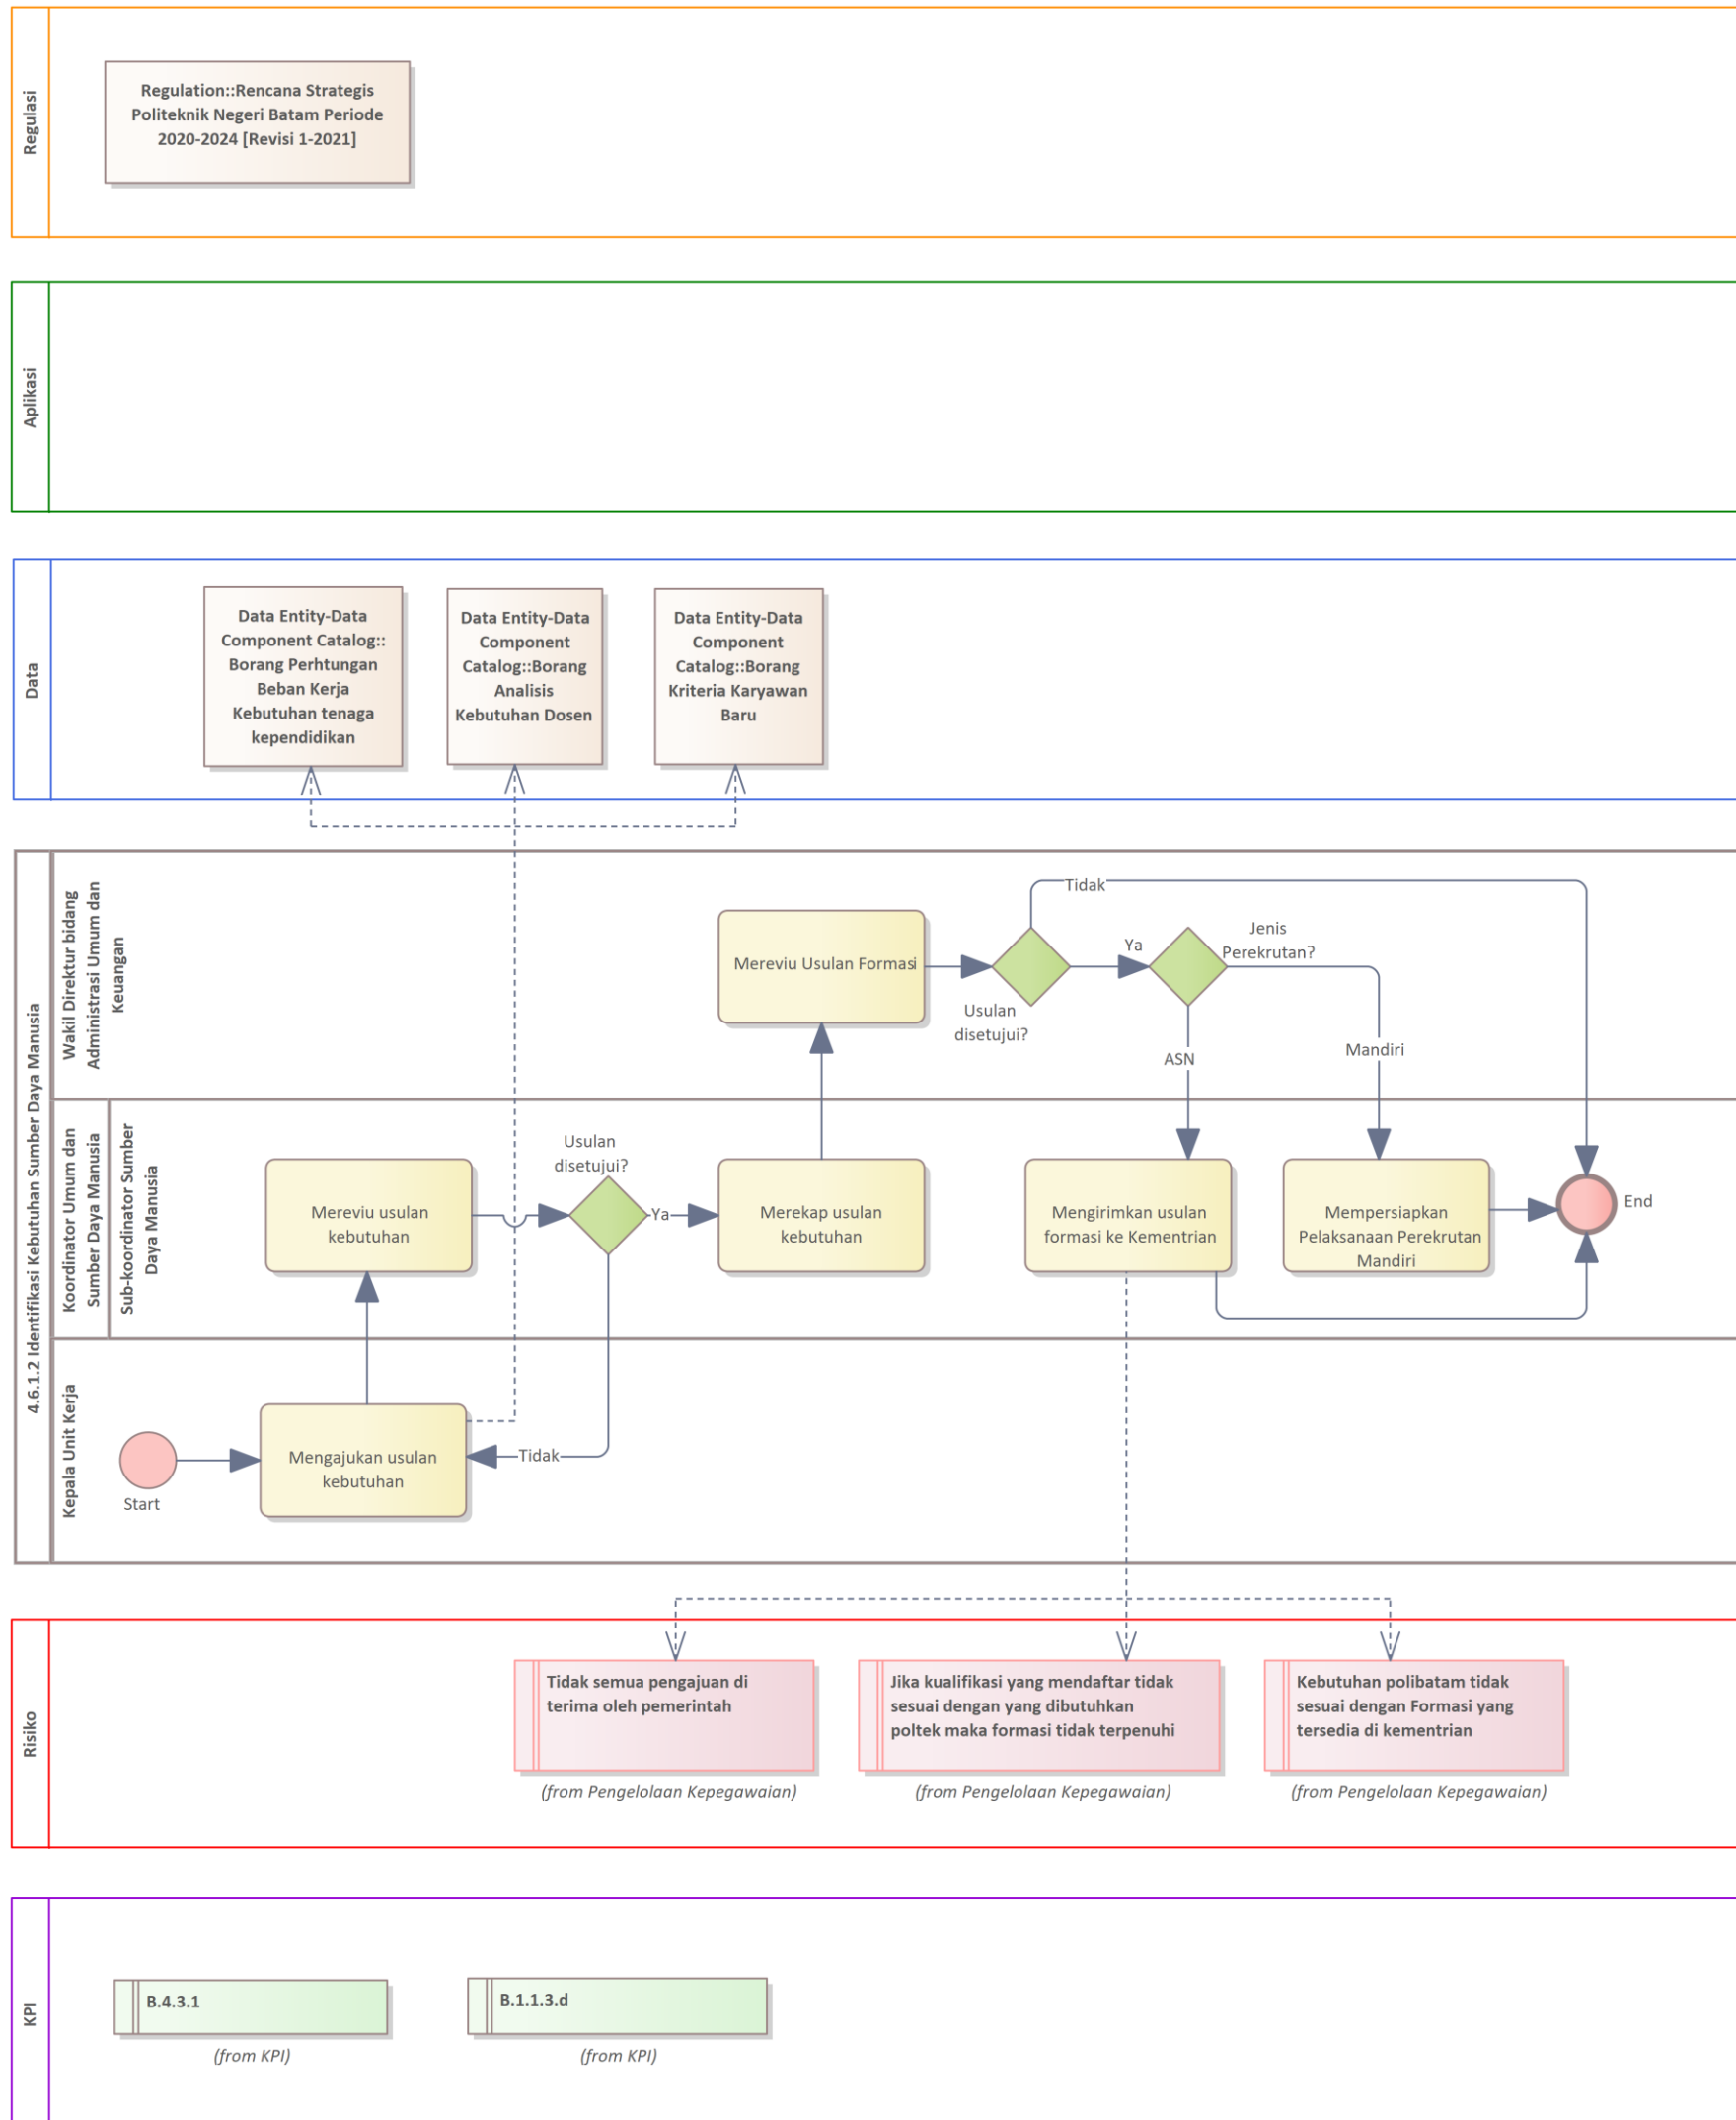 Regulasi
Regulation::Rencana Strategis
Politeknik Negeri Batam Periode
2020-2024 [Revisi 1-2021]
Aplikasi
Data
Data Entity-Data
Component Catalog::
Borang Perhtungan
Beban Kerja
Kebutuhan tenaga
kependidikan
Data Entity-Data
Component
Catalog::Borang
Analisis
Kebutuhan Dosen
Data Entity-Data
Component
Catalog::Borang
Kriteria Karyawan
Baru
4.6.1.2 Identifikasi Kebutuhan Sumber Daya Manusia
Wakil Direktur bidang
Administrasi Umum dan
Keuangan
Mereviu Usulan Formasi
Usulan
disetujui?
Tidak
Ya
Jenis
Perekrutan?
ASN
Mandiri
Koordinator Umum dan
Sumber Daya Manusia
Sub-koordinator Sumber
Daya Manusia
Mereviu usulan
kebutuhan
Usulan
disetujui?
Ya
Merekap usulan
kebutuhan
Mengirimkan usulan
formasi ke Kementrian
Mempersiapkan
Pelaksanaan Perekrutan
Mandiri
End
Kepala Unit Kerja
Start
Mengajukan usulan
kebutuhan
Tidak
Risiko
Tidak semua pengajuan di
terima oleh pemerintah
(from Pengelolaan Kepegawaian)
Jika kualifikasi yang mendaftar tidak
sesuai dengan yang dibutuhkan
poltek maka formasi tidak terpenuhi
(from Pengelolaan Kepegawaian)
Kebutuhan polibatam tidak
sesuai dengan Formasi yang
tersedia di kementrian
(from Pengelolaan Kepegawaian)
KPI
B.4.3.1
(from KPI)
B.1.1.3.d
(from KPI)